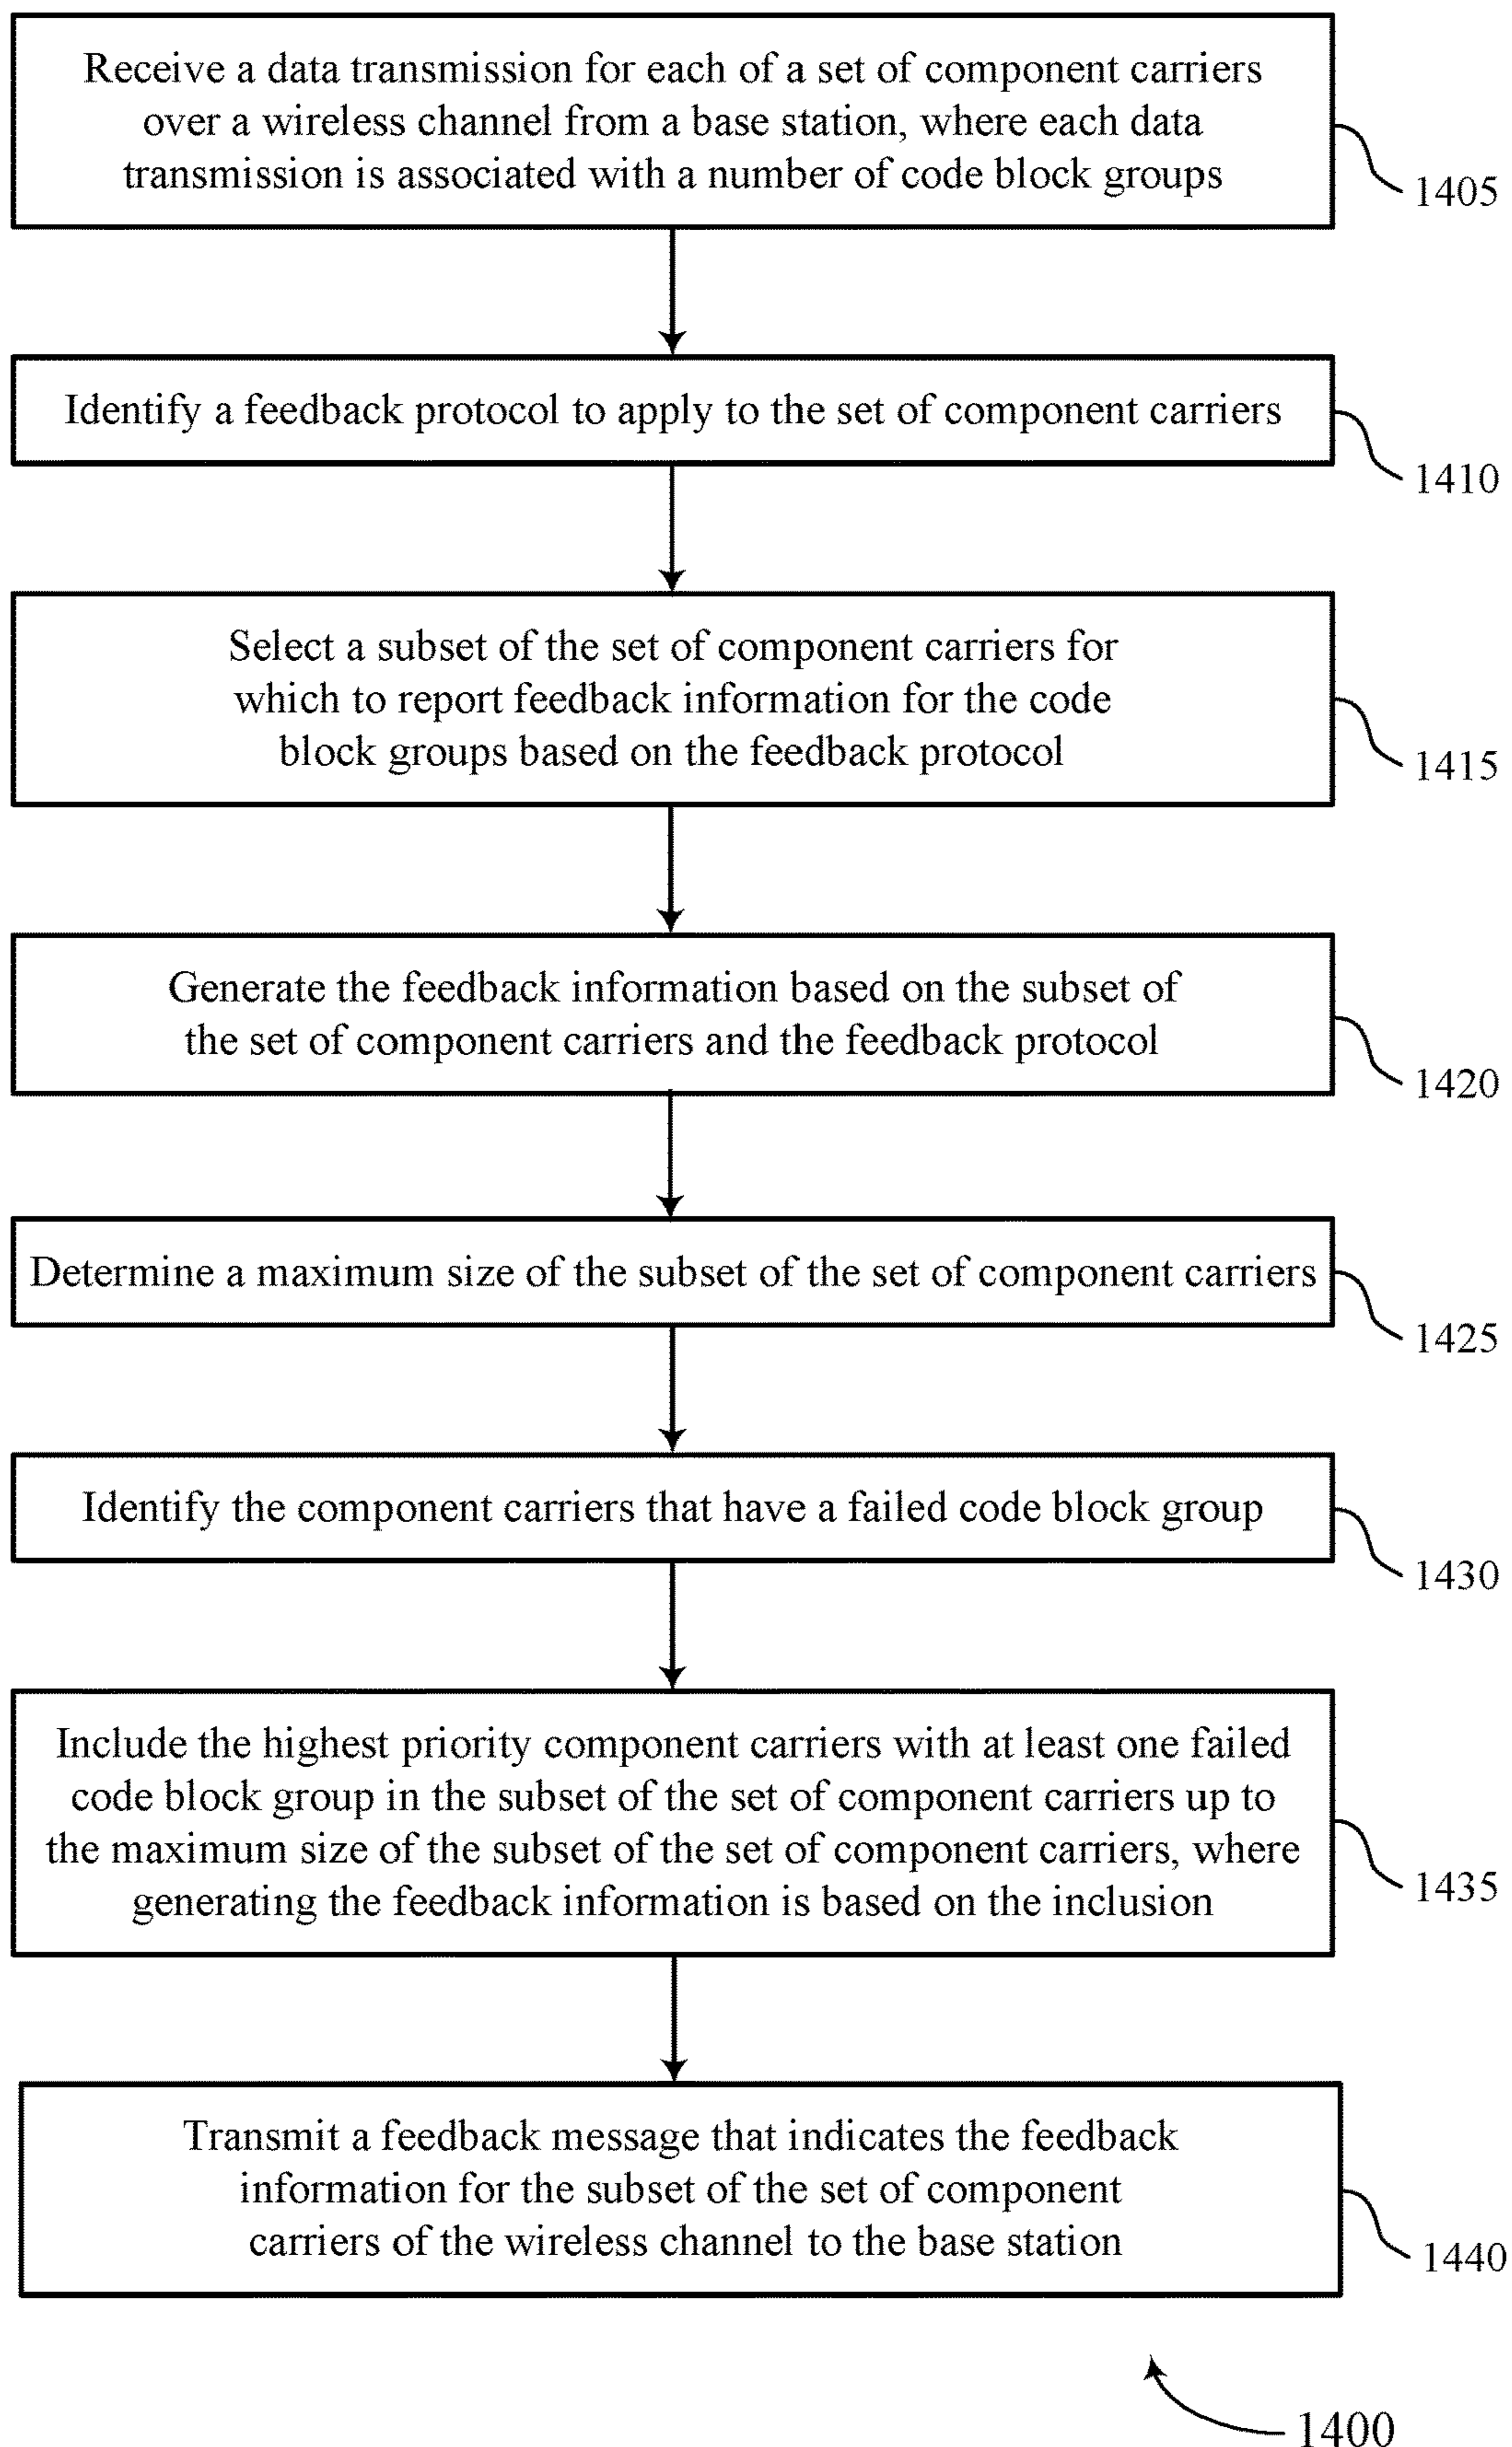 Receive a data transmission for each of a set of component carriers
over a wireless channel from a base station, where each data
transmission is associated with a number of code block groups
1405
Identify a feedback protocol to apply to the set of component carriers
1410
Select a subset of the set of component carriers for
which to report feedback information for the code
block groups based on the feedback protocol
1415
Generate the feedback information based on the subset of
the set of component carriers and the feedback protocol
1420
Determine a maximum size of the subset of the set of component carriers
1425
Identify the component carriers that have a failed code block group
1430
Include the highest priority component carriers with at least one failed
code block group in the subset of the set of component carriers up to
the maximum size of the subset of the set of component carriers, where
generating the feedback information is based on the inclusion
1435
Transmit a feedback message that indicates the feedback
information for the subset of the set of component
carriers of the wireless channel to the base station
1440
1400